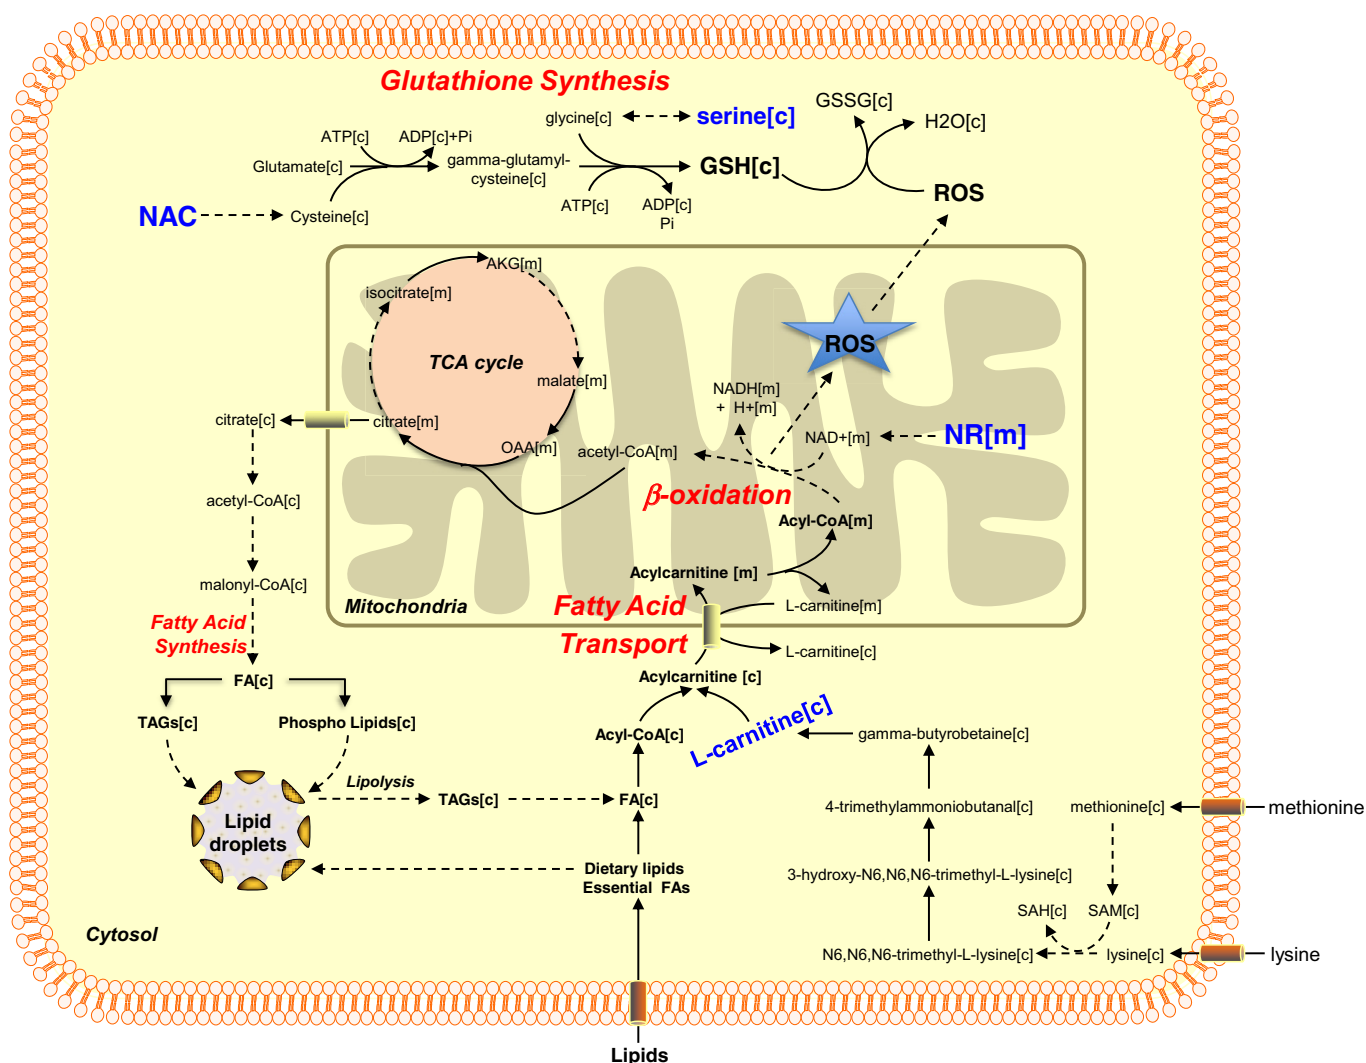 Glutathione Synthesis
GSSG[c]
H2O[c]
glycine[c]
serine[c]
ATP[c]
ADP[c]+Pi
Glutamate[c]
gamma-glutamyl-
cysteine[c]
GSH[c]
ROS
ATP[c]
ADP[c]
Pi
NAC
Cysteine[c]
AKG[m]
isocitrate[m]
TCA cycle
malate[m]
ROS
NADH[m]
+ H+[m]
citrate[c]
citrate[m]
OAA[m]
acetyl-CoA[m]
NAD+[m]
NR[m]
β-oxidation
acetyl-CoA[c]
Acyl-CoA[m]
malonyl-CoA[c]
Acylcarnitine [m]
Mitochondria
Fatty Acid
Transport
L-carnitine[m]
L-carnitine[c]
Fatty Acid
Synthesis
Acylcarnitine [c]
FA[c]
TAGs[c]
Phospho Lipids[c]
Acyl-CoA[c]
L-carnitine[c]
gamma-butyrobetaine[c]
Lipolysis
TAGs[c]
FA[c]
4-trimethylammoniobutanal[c]
methionine[c]
methionine
Lipid
droplets
Dietary lipids
Essential FAs
3-hydroxy-N6,N6,N6-trimethyl-L-lysine[c]
SAH[c]
SAM[c]
Cytosol
N6,N6,N6-trimethyl-L-lysine[c]
lysine[c]
lysine
Lipids